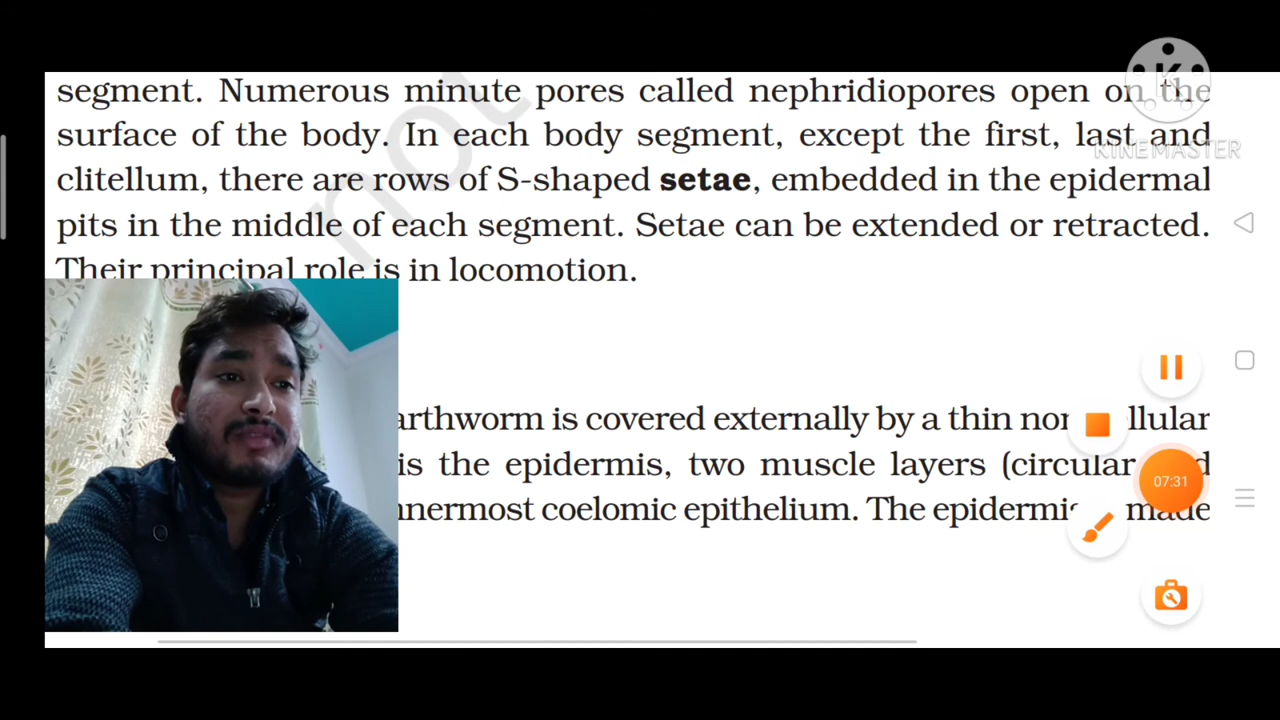 segment. Numerous minute pores called nephridiopores open on the
surface of the body. In each body segment, except the first, last and
clitellum, there are rows of S-shaped setae, embedded in the epidermal
pits in the middle of each segment. Setae can be extended or retracted.
Their principal role is in locomotion.
arthworm is covered externally by a thin non llular
is the epidermis, two muscle layers (circular d
nnermost coelomic epithelium. The epidermis made
not
KINEMASTER
07:31